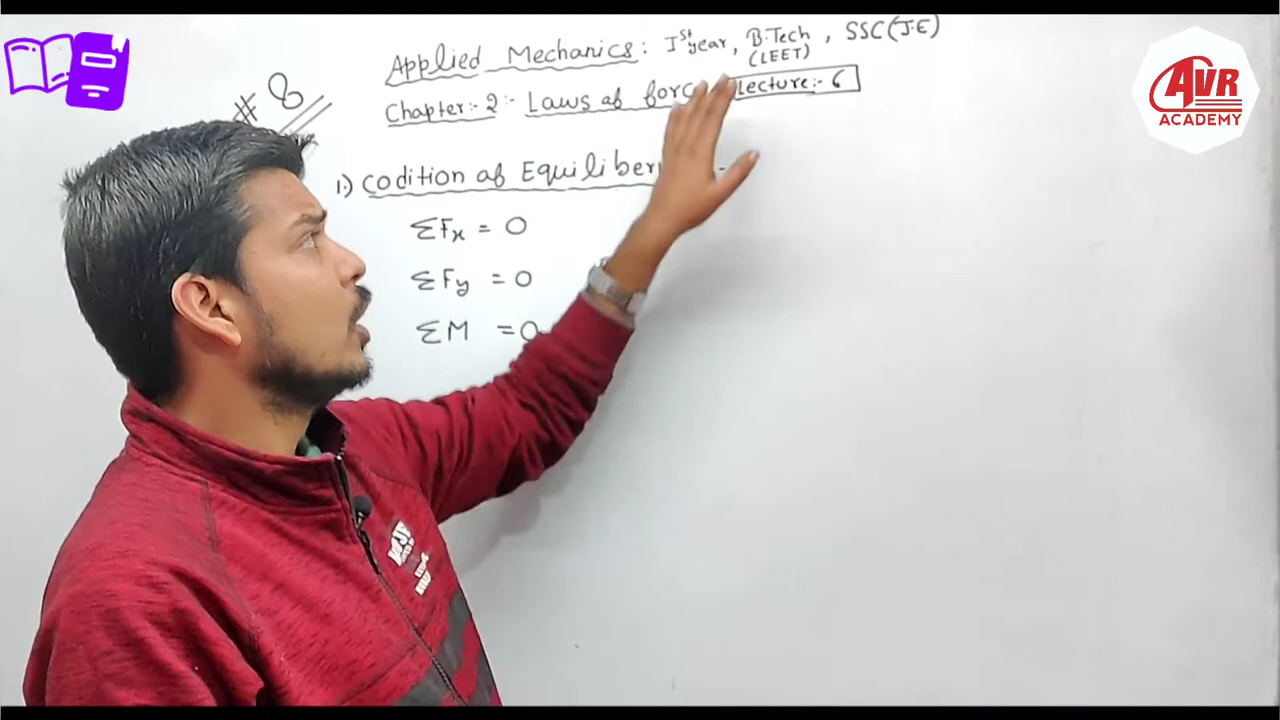 Applied Mechanics : Ist year, B.Tech , SSC(J.E)
(LEET)
# 8
Chapter:- 2 :- Laws of forc
Lecture:- 6
1.) Codition of Equiliber
ΣFx = 0
ΣFy = 0
ΣM = 0
AVR
ACADEMY